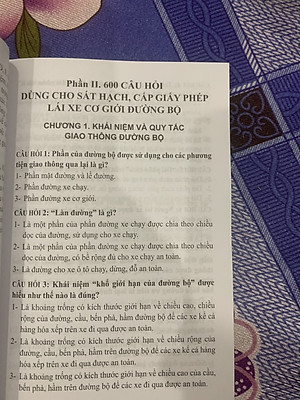 Phần II. 600 CÂU HỎI
DÙNG CHO SÁT HẠCH, CẤP GIẤY PHÉP
LÁI XE CƠ GIỚI ĐƯỜNG BỘ
CHƯƠNG 1. KHÁI NIỆM VÀ QUY TẮC
GIAO THÔNG ĐƯỜNG BỘ
CÂU HỎI 1: Phần của đường bộ được sử dụng cho các phương
tiện giao thông qua lại là gì?
1- Phần mặt đường và lề đường.
2- Phần đường xe chạy.
3- Phần đường xe cơ giới.
CÂU HỎI 2: "Làn đường" là gì?
1- Là một phần của phần đường xe chạy được chia theo chiều
dọc của đường, sử dụng cho xe chạy.
2- Là một phần của phần đường xe chạy được chia theo chiều
dọc của đường, có bề rộng đủ cho xe chạy an toàn.
3- Là đường cho xe ô tô chạy, dừng, đỗ an toàn.
CÂU HỎI 3: Khái niệm "khổ giới hạn của đường bộ" được
hiểu như thế nào là đúng?
1- Là khoảng trống có kích thước giới hạn về chiều cao, chiều
rộng của đường, cầu, bến phà, hầm đường bộ để các xe kể cả
hàng hóa xếp trên xe đi qua được an toàn.
2- Là khoảng trống có kích thước giới hạn về chiều rộng của
đường, cầu, bến phà, hầm trên đường bộ để các xe kể cả hàng
hóa xếp trên xe đi qua được an toàn.
3- Là khoảng trống có kích thước giới hạn về chiều cao của cầu,
bến phà, hầm trên đường bộ để các xe đi qua được an toàn.